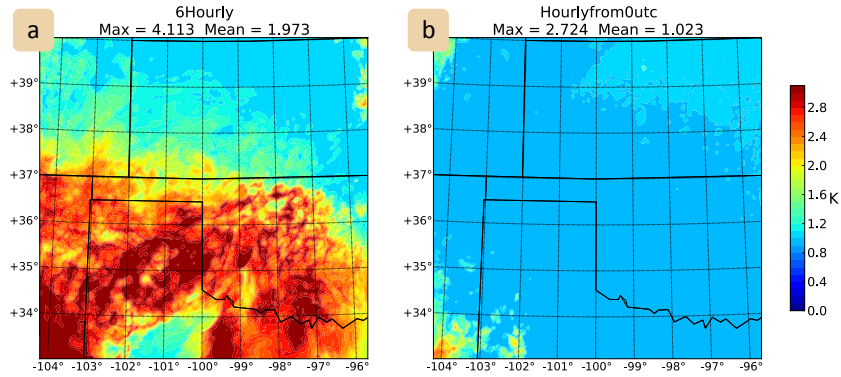 a
6Hourly
Max = 4.113 Mean = 1.973
+39°
+38°
+37°
+36°
+35°
+34°
-104° -103° -102° -101° -100° -99° -98° -97° -96°
b
Hourlyfrom0utc
Max = 2.724 Mean = 1.023
+39°
+38°
+37°
+36°
+35°
+34°
-104° -103° -102° -101° -100° -99° -98° -97° -96°
2.8
2.4
2.0
1.6
1.2
0.8
0.4
0.0
K